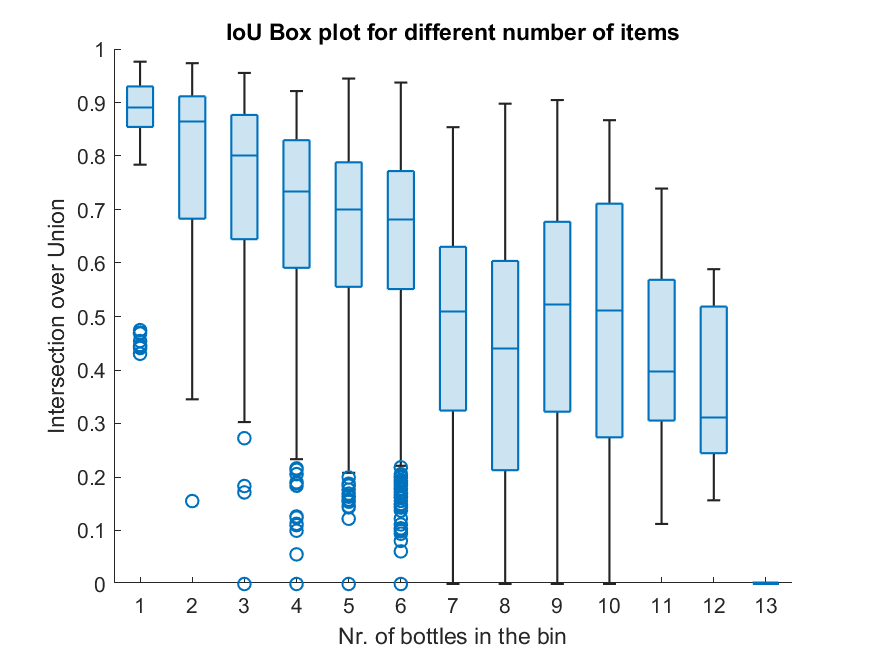 IoU Box plot for different number of items
Intersection over Union
1
0.9
0.8
0.7
0.6
0.5
0.4
0.3
0.2
0.1
0
1 2 3 4 5 6 7 8 9 10 11 12 13
Nr. of bottles in the bin